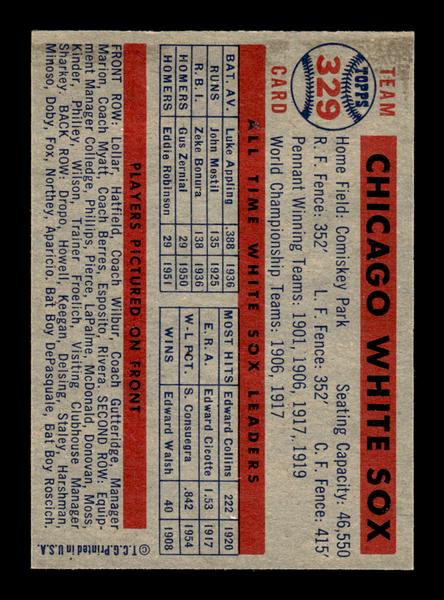 TEAM
TOPPS
329
CARD
CHICAGO WHITE SOX
Home Field: Comiskey Park Seating Capacity: 46,550
R. F. Fence: 352' L. F. Fence: 352' C. F. Fence: 415'
Pennant Winning Teams: 1901, 1906, 1917, 1919
World Championship Teams: 1906, 1917
ALL TIME WHITE SOX LEADERS
BAT. AV. Luke Appling .388 1936
RUNS John Mostil 135 1925
R. B. I. Zeke Bonura 138 1936
HOMERS Gus Zernial 29 1950
HOMERS Eddie Robinson 29 1951
MOST HITS Edward Collins 222 1920
E. R. A. Edward Cicotte 1.53 1917
W-L PCT. S. Consuegra .842 1954
WINS Edward Walsh 40 1908
PLAYERS PICTURED ON FRONT
FRONT ROW: Lollar, Hatfield, Coach Wilbur, Coach Gutteridge, Manager
Marion, Coach Myatt, Coach Berres, Esposito, Rivera. SECOND ROW: Equip-
ment Manager Colledge, Phillips, Pierce, LaPalme, McDonald, Donovan, Moss,
Kinder, Philley, Wilson, Trainer Froelich, Visiting Clubhouse Manager
Sharkey. BACK ROW: Dropo, Howell, Keegan, Delsing, Staley, Harshman,
Minoso, Doby, Fox, Northey, Aparicio, Bat Boy DePasquale, Bat Boy Roscich.
© T. C. G. Printed in U. S. A.